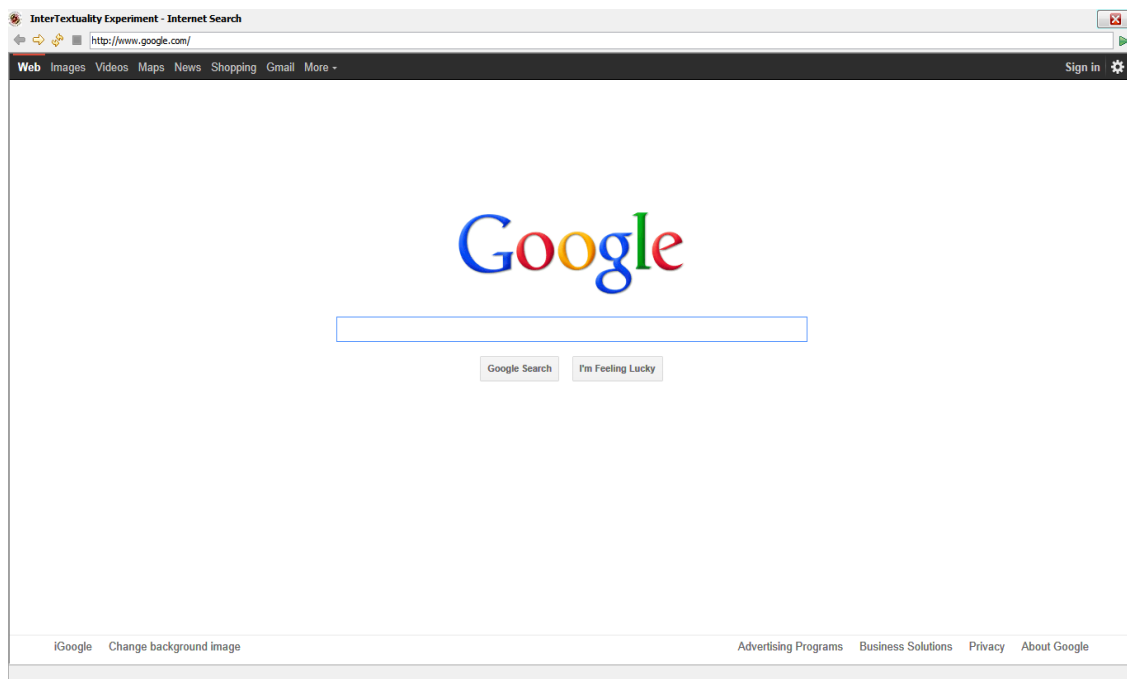 InterTextuality Experiment - Internet Search
http://www.google.com/
Web Images Videos Maps News Shopping Gmail More Sign in
Google
Google Search I'm Feeling Lucky
iGoogle Change background image Advertising Programs Business Solutions Privacy About Google